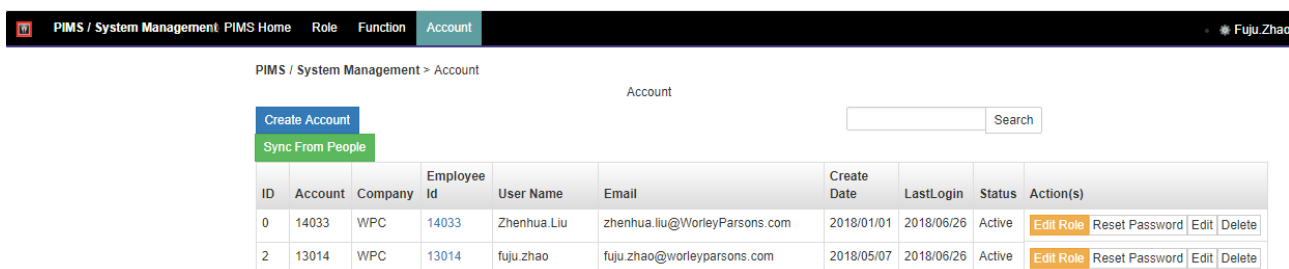 PIMS / System Management PIMS Home Role Function Account Fuju.Zhao
PIMS / System Management > Account
Account
Create Account Search
Sync From People
ID Account Company Employee Id User Name Email Create Date LastLogin Status Action(s)
0 14033 WPC 14033 Zhenhua.Liu zhenhua.liu@WorleyParsons.com 2018/01/01 2018/06/26 Active Edit Role Reset Password Edit Delete
2 13014 WPC 13014 fuju.zhao fuju.zhao@worleyparsons.com 2018/05/07 2018/06/26 Active Edit Role Reset Password Edit Delete